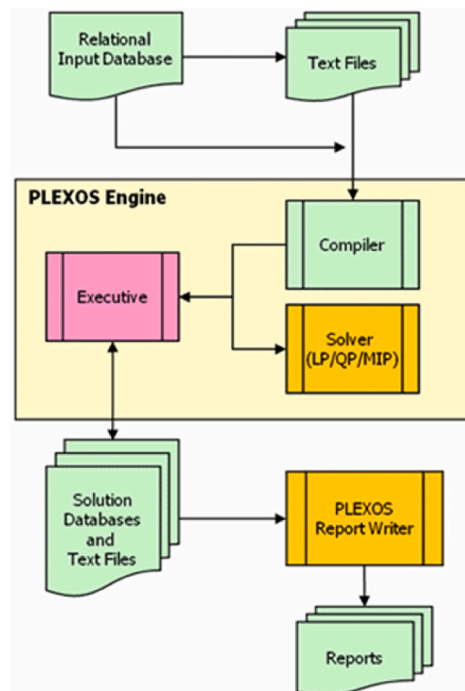 Relational
Input Database
Text Files
PLEXOS Engine
Compiler
Executive
Solver
(LP/QP/MIP)
Solution
Databases
and
Text Files
PLEXOS
Report Writer
Reports